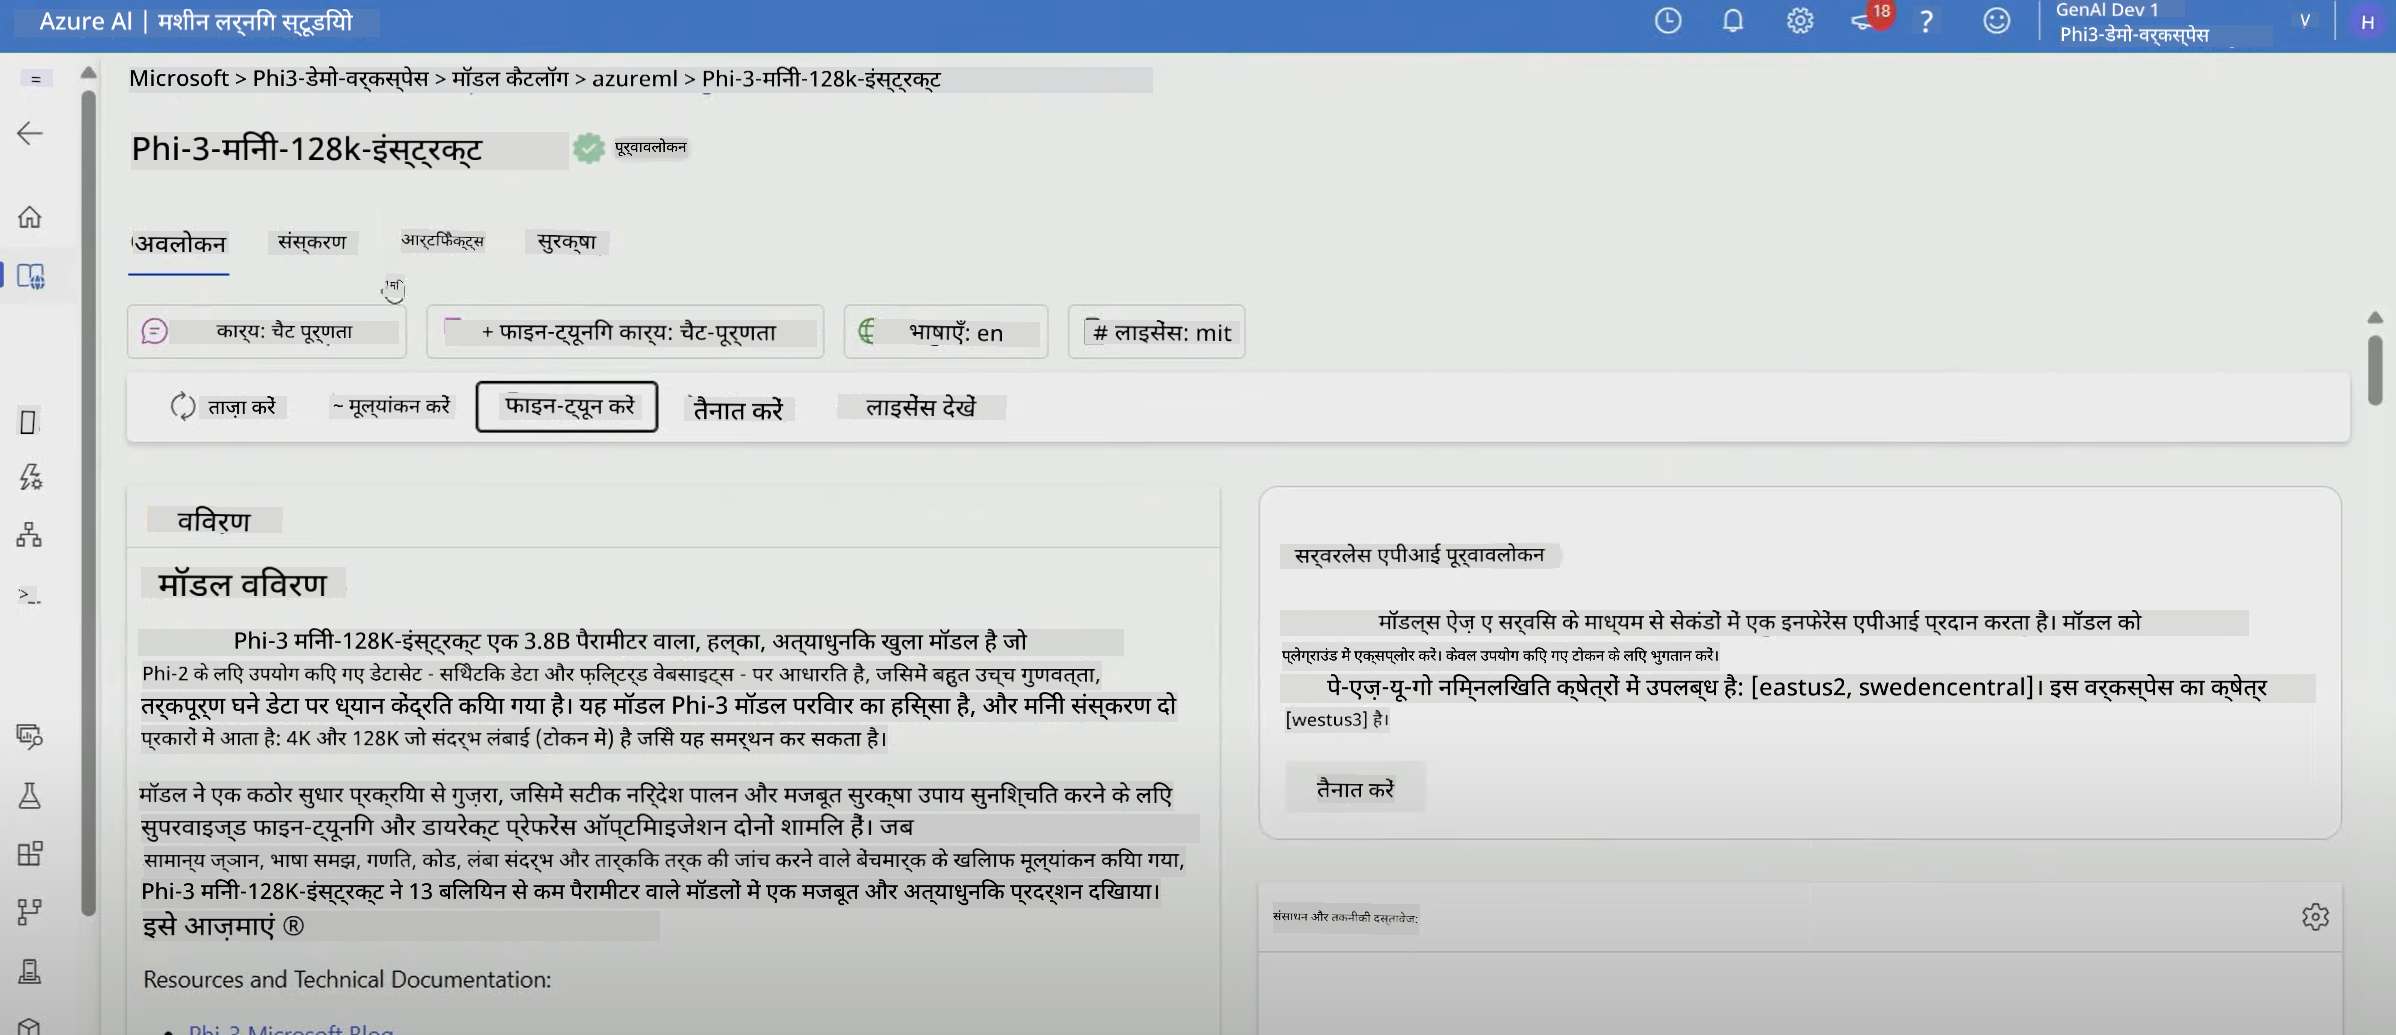 Azure AI | मशीन लर्निंग स्टूडियो
18
?
GenAI Dev 1
Phi3-डेमो-वर्कस्पेस
V
H
Microsoft > Phi3-डेमो-वर्कस्पेस > मॉडल कैटलॉग > azureml > Phi-3-मिनी-128k-इंस्ट्रक्ट
Phi-3-मिनी-128k-इंस्ट्रक्ट
पूर्वावलोकन
अवलोकन
संस्करण
आर्टिफैक्ट्स
सुरक्षा
कार्य: चैट पूर्णता
+ फाइन-ट्यूनिंग कार्य: चैट-पूर्णता
भाषाएँ: en
# लाइसेंस: mit
ताज़ा करें
~ मूल्यांकन करें
फाइन-ट्यून करें
तैनात करें
लाइसेंस देखें
विवरण
मॉडल विवरण
Phi-3 मिनी-128K-इंस्ट्रक्ट एक 3.8B पैरामीटर वाला, हल्का, अत्याधुनिक खुला मॉडल है जो
Phi-2 के लिए उपयोग किए गए डेटासेट - सिंथेटिक डेटा और फ़िल्टर्ड वेबसाइट्स - पर आधारित है, जिसमें बहुत उच्च गुणवत्ता,
तर्कपूर्ण घने डेटा पर ध्यान केंद्रित किया गया है। यह मॉडल Phi-3 मॉडल परिवार का हिस्सा है, और मिनी संस्करण दो
प्रकारों में आता है: 4K और 128K जो संदर्भ लंबाई (टोकन में) है जिसे यह समर्थन कर सकता है।
मॉडल ने एक कठोर सुधार प्रक्रिया से गुज़रा, जिसमें सटीक निर्देश पालन और मजबूत सुरक्षा उपाय सुनिश्चित करने के लिए
सुपरवाइज्ड फाइन-ट्यूनिंग और डायरेक्ट प्रेफरेंस ऑप्टिमाइजेशन दोनों शामिल हैं। जब
सामान्य ज्ञान, भाषा समझ, गणित, कोड, लंबा संदर्भ और तार्किक तर्क की जांच करने वाले बेंचमार्क के खिलाफ मूल्यांकन किया गया,
Phi-3 मिनी-128K-इंस्ट्रक्ट ने 13 बिलियन से कम पैरामीटर वाले मॉडलों में एक मजबूत और अत्याधुनिक प्रदर्शन दिखाया।
इसे आज़माएं ®
Resources and Technical Documentation:
• Phi-3 Microsoft Blog
सर्वरलेस एपीआई पूर्वावलोकन
मॉडल्स ऐज़ ए सर्विस के माध्यम से सेकंडों में एक इनफेरेंस एपीआई प्रदान करता है। मॉडल को
प्लेग्राउंड में एक्सप्लोर करें। केवल उपयोग किए गए टोकन के लिए भुगतान करें।
पे-एज़-यू-गो निम्नलिखित क्षेत्रों में उपलब्ध है: [eastus2, swedencentral]। इस वर्कस्पेस का क्षेत्र
[westus3] है।
तैनात करें
संसाधन और तकनीकी दस्तावेज: